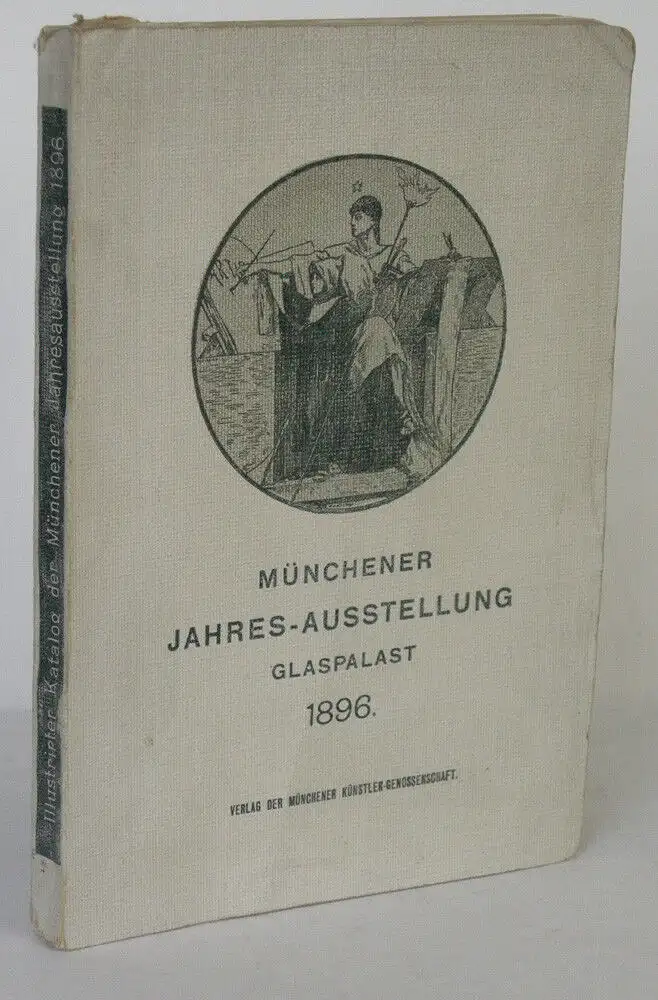 Illustrirter Katalog der Münchener Jahresausstellung 1896.
MÜNCHENER
JAHRES-AUSSTELLUNG
GLASPALAST
1896.
VERLAG DER MÜNCHENER KÜNSTLER-GENOSSENSCHAFT.